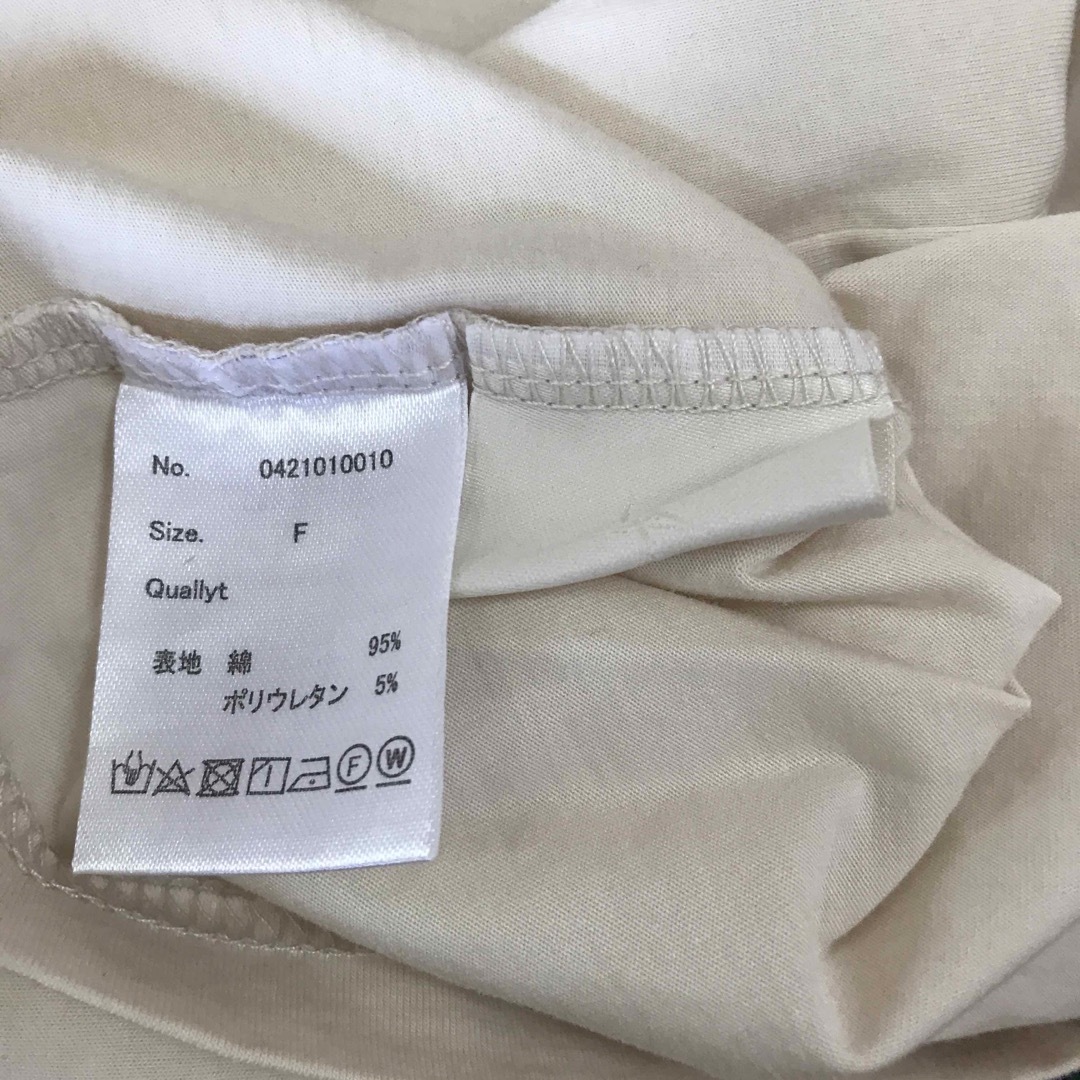 No. 0421010010
Size. F
Quallyt
表地 綿 95%
ポリウレタン 5%
F W